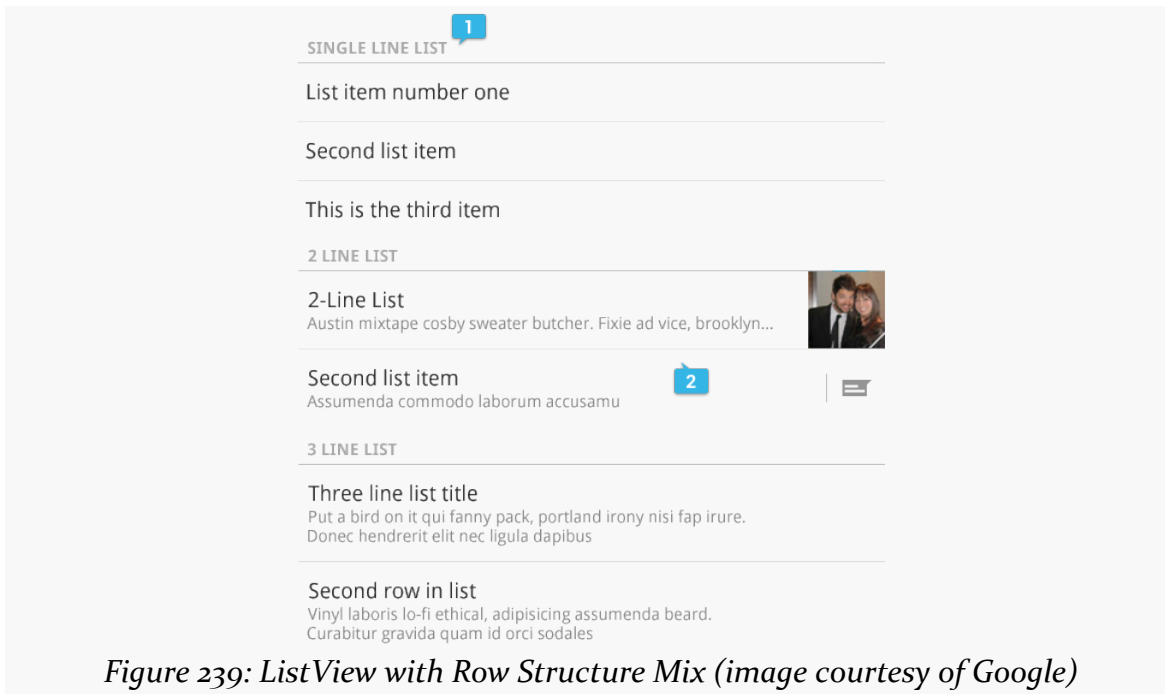 1
SINGLE LINE LIST
List item number one
Second list item
This is the third item
2 LINE LIST
2-Line List
Austin mixtape cosby sweater butcher. Fixie ad vice, brooklyn...
Second list item
2
Assumenda commodo laborum accusamu
3 LINE LIST
Three line list title
Put a bird on it qui fanny pack, portland irony nisi fap irure.
Donec hendrerit elit nec ligula dapibus
Second row in list
Vinyl laboris lo-fi ethical, adipisicing assumenda beard.
Curabitur gravida quam id orci sodales
Figure 239: ListView with Row Structure Mix (image courtesy of Google)